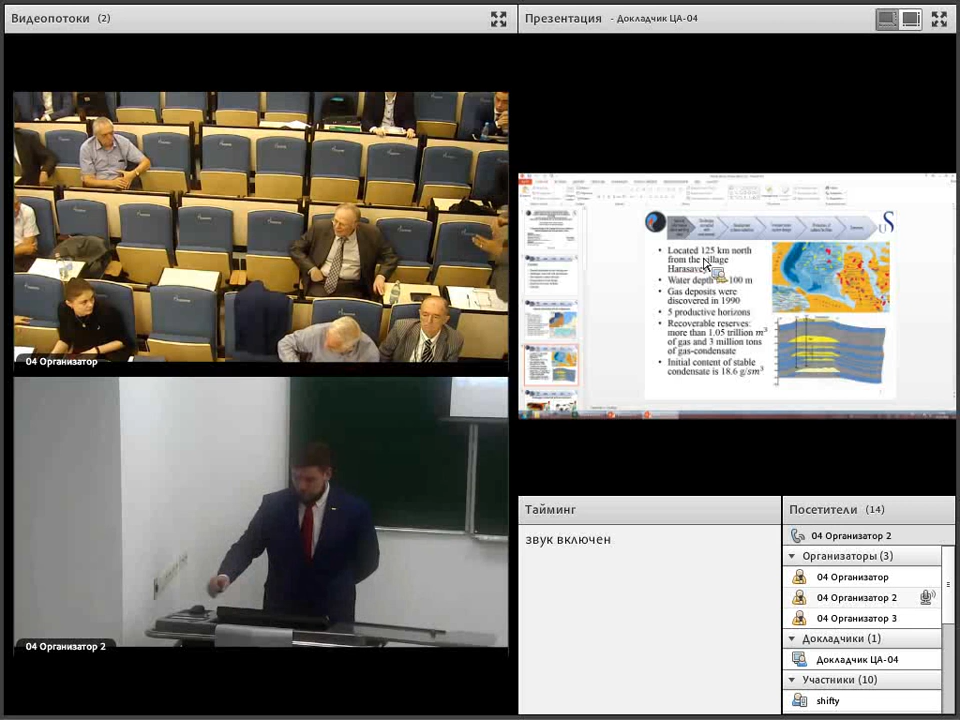 Видеопотоки (2)
Презентация - Докладчик ЦА-04
04 Организатор
04 Организатор 2
• Located 125 km north
from the village
Harasavey
• Water depth
100 m
• Gas deposits were
discovered in 1990
• 5 productive horizons
• Recoverable reserves:
more than 1.05 trillion m³
of gas and 3 million tons
of gas-condensate
• Initial content of stable
condensate is 18.6 g/sm³
Тайминг
звук включен
Посетители (14)
04 Организатор 2
Организаторы (3)
04 Организатор
04 Организатор 2
04 Организатор 3
Докладчики (1)
Докладчик ЦА-04
Участники (10)
shifty